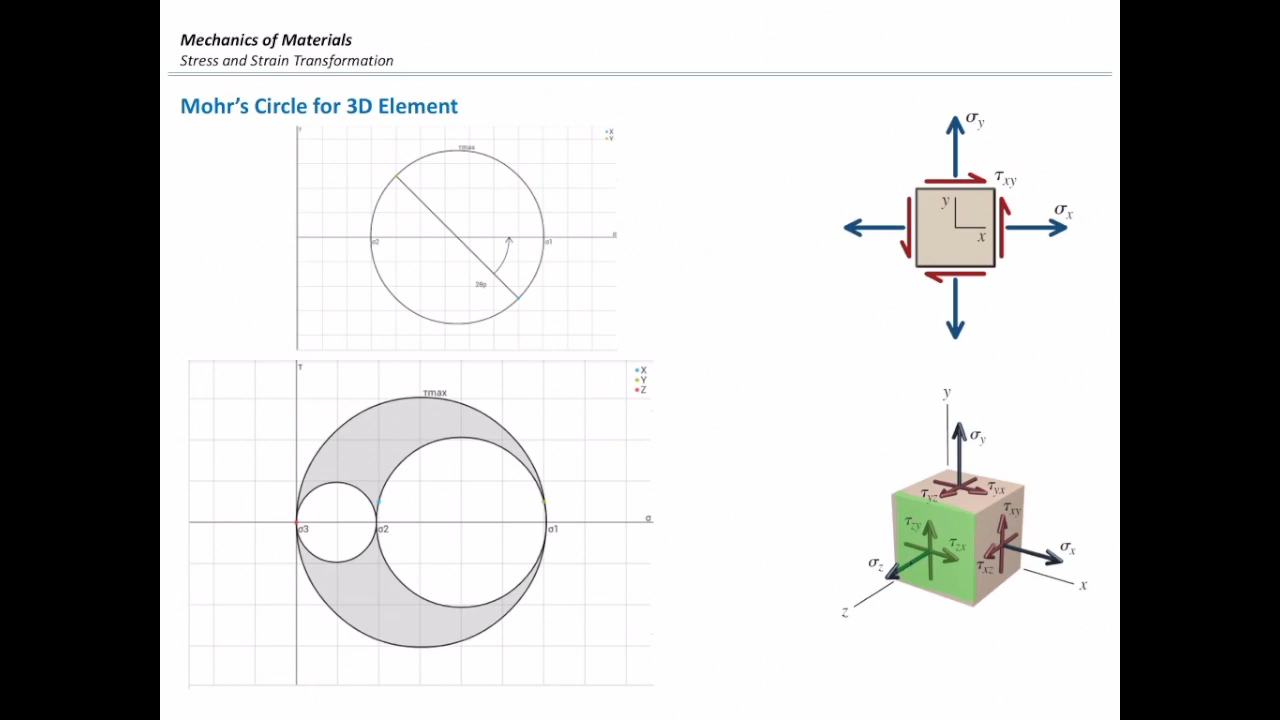 Mechanics of Materials
Stress and Strain Transformation
Mohr's Circle for 3D Element
τ
X
Y
τmax
σ2
σ1
σ
2θp
σy
τxy
y
x
σx
τ
X
Y
Z
τmax
σ3
σ2
σ1
σ
y
σy
τyz
τyx
τxy
τzy
τzx
τxz
σx
σz
x
z